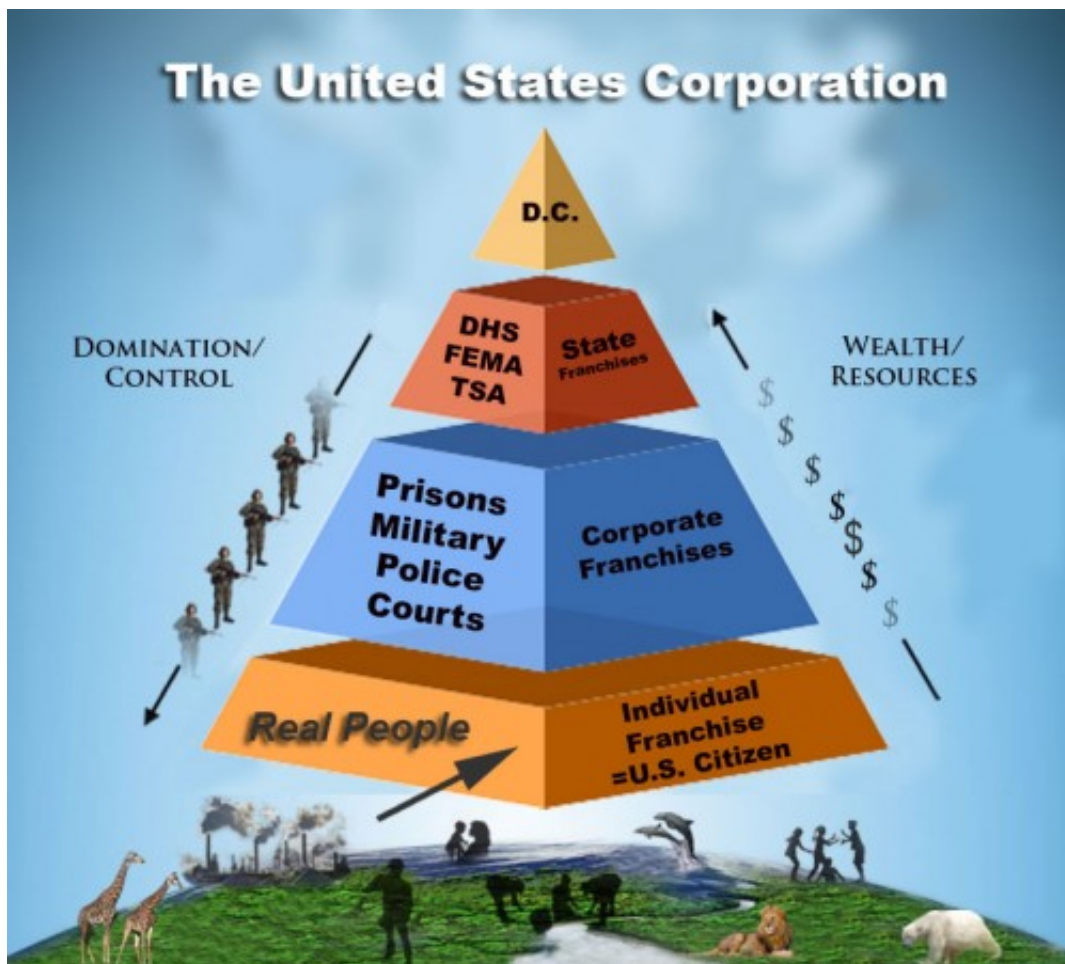 The United States Corporation
D.C.
DOMINATION/
CONTROL
DHS
FEMA
TSA
State
Franchises
WEALTH/
RESOURCES
$
$
$
$
$
$
$
Prisons
Military
Police
Courts
Corporate
Franchises
Real People
Individual
Franchise
=U.S. Citizen